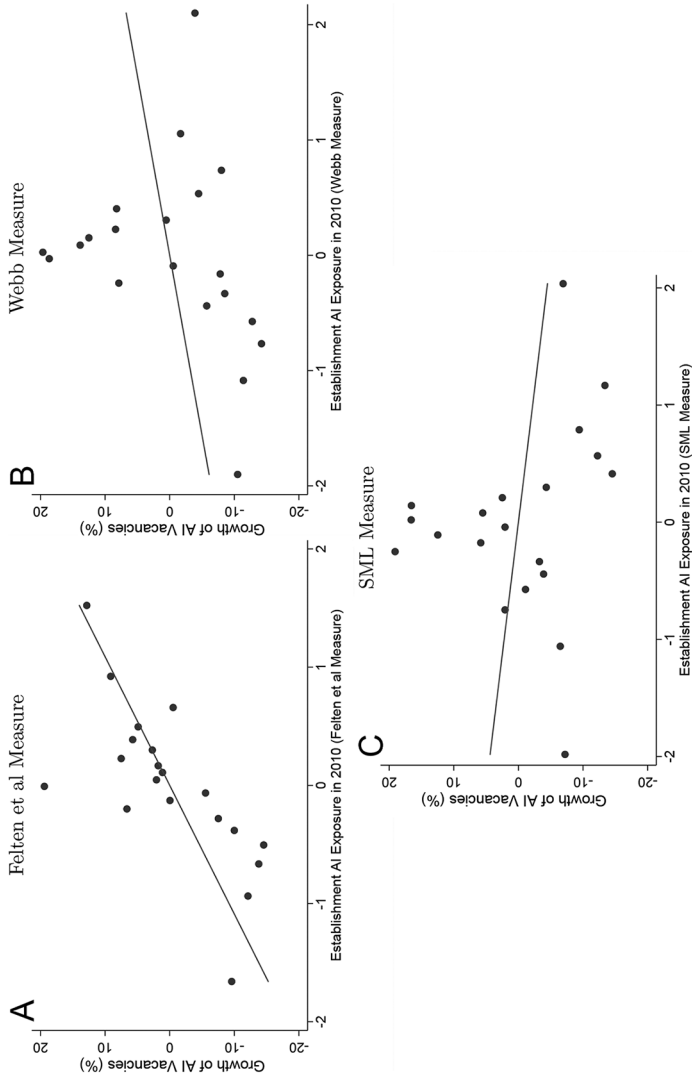 A
Felten et al Measure
Growth of AI Vacancies (%)
20
10
0
-10
-20
-2
-1
0
1
2
Establishment AI Exposure in 2010 (Felten et al Measure)
B
Webb Measure
Growth of AI Vacancies (%)
20
10
0
-10
-20
-2
-1
0
1
2
Establishment AI Exposure in 2010 (Webb Measure)
C
SML Measure
Growth of AI Vacancies (%)
20
10
0
-10
-20
-2
-1
0
1
2
Establishment AI Exposure in 2010 (SML Measure)